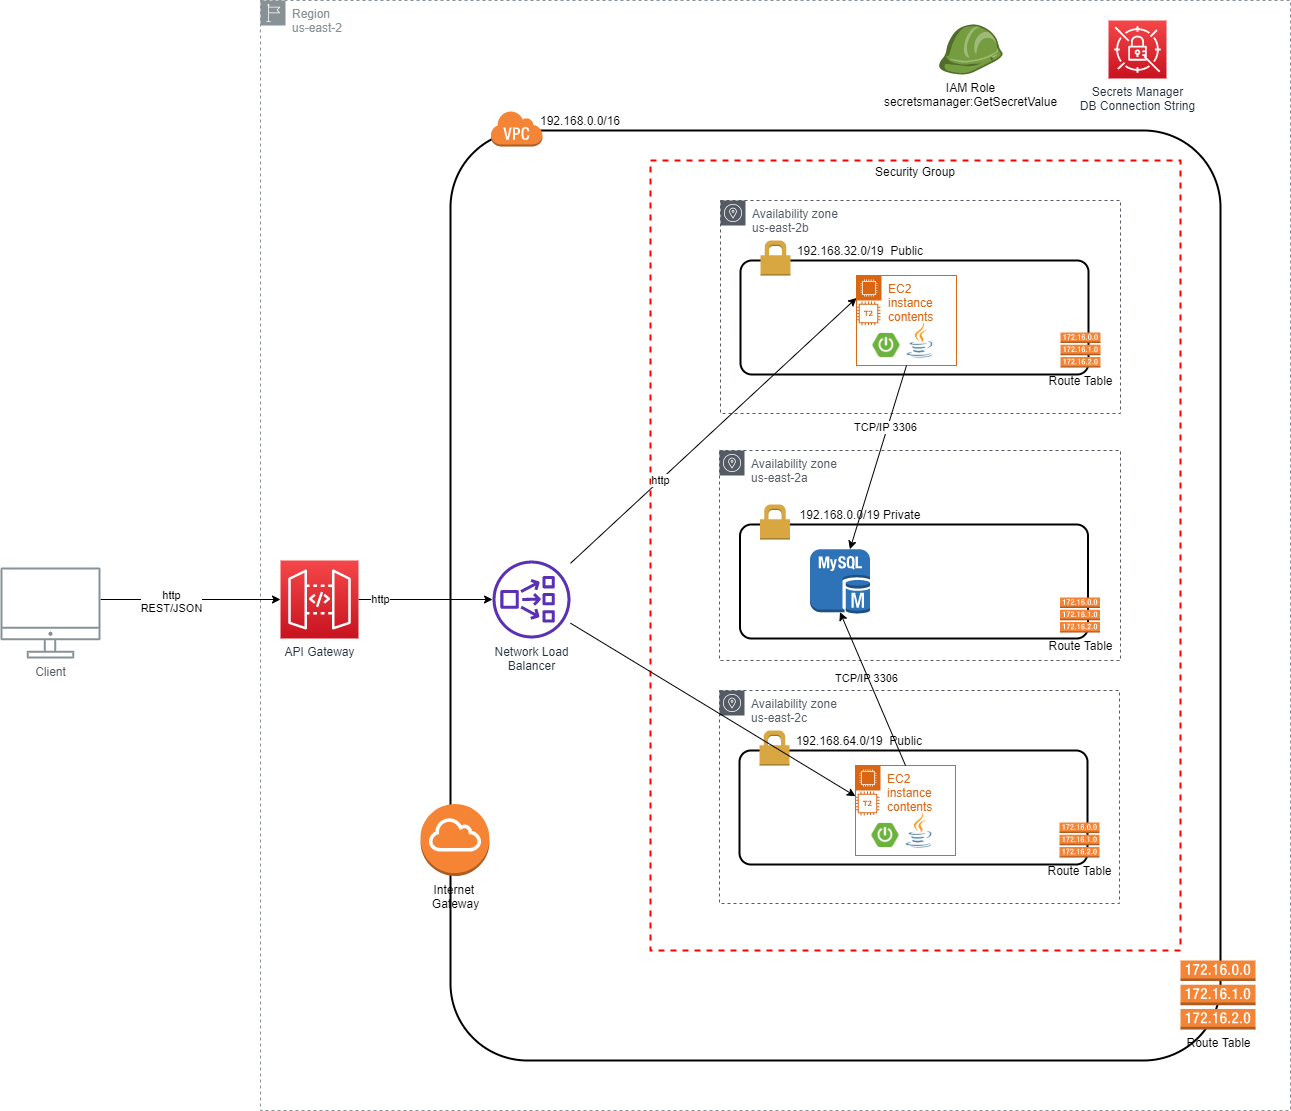 Region
us-east-2
IAM Role
secretsmanager:GetSecretValue
Secrets Manager
DB Connection String
VPC
192.168.0.0/16
Security Group
Availability zone
us-east-2b
192.168.32.0/19  Public
EC2
instance
contents
T2
172.16.0.0
172.16.1.0
172.16.2.0
Route Table
TCP/IP 3306
http
Availability zone
us-east-2a
192.168.0.0/19 Private
MySQL
M
172.16.0.0
172.16.1.0
172.16.2.0
Route Table
http
REST/JSON
Client
</>
API Gateway
http
Network Load
Balancer
TCP/IP 3306
Availability zone
us-east-2c
192.168.64.0/19  Public
EC2
instance
contents
T2
172.16.0.0
172.16.1.0
172.16.2.0
Route Table
Internet
Gateway
172.16.0.0
172.16.1.0
172.16.2.0
Route Table